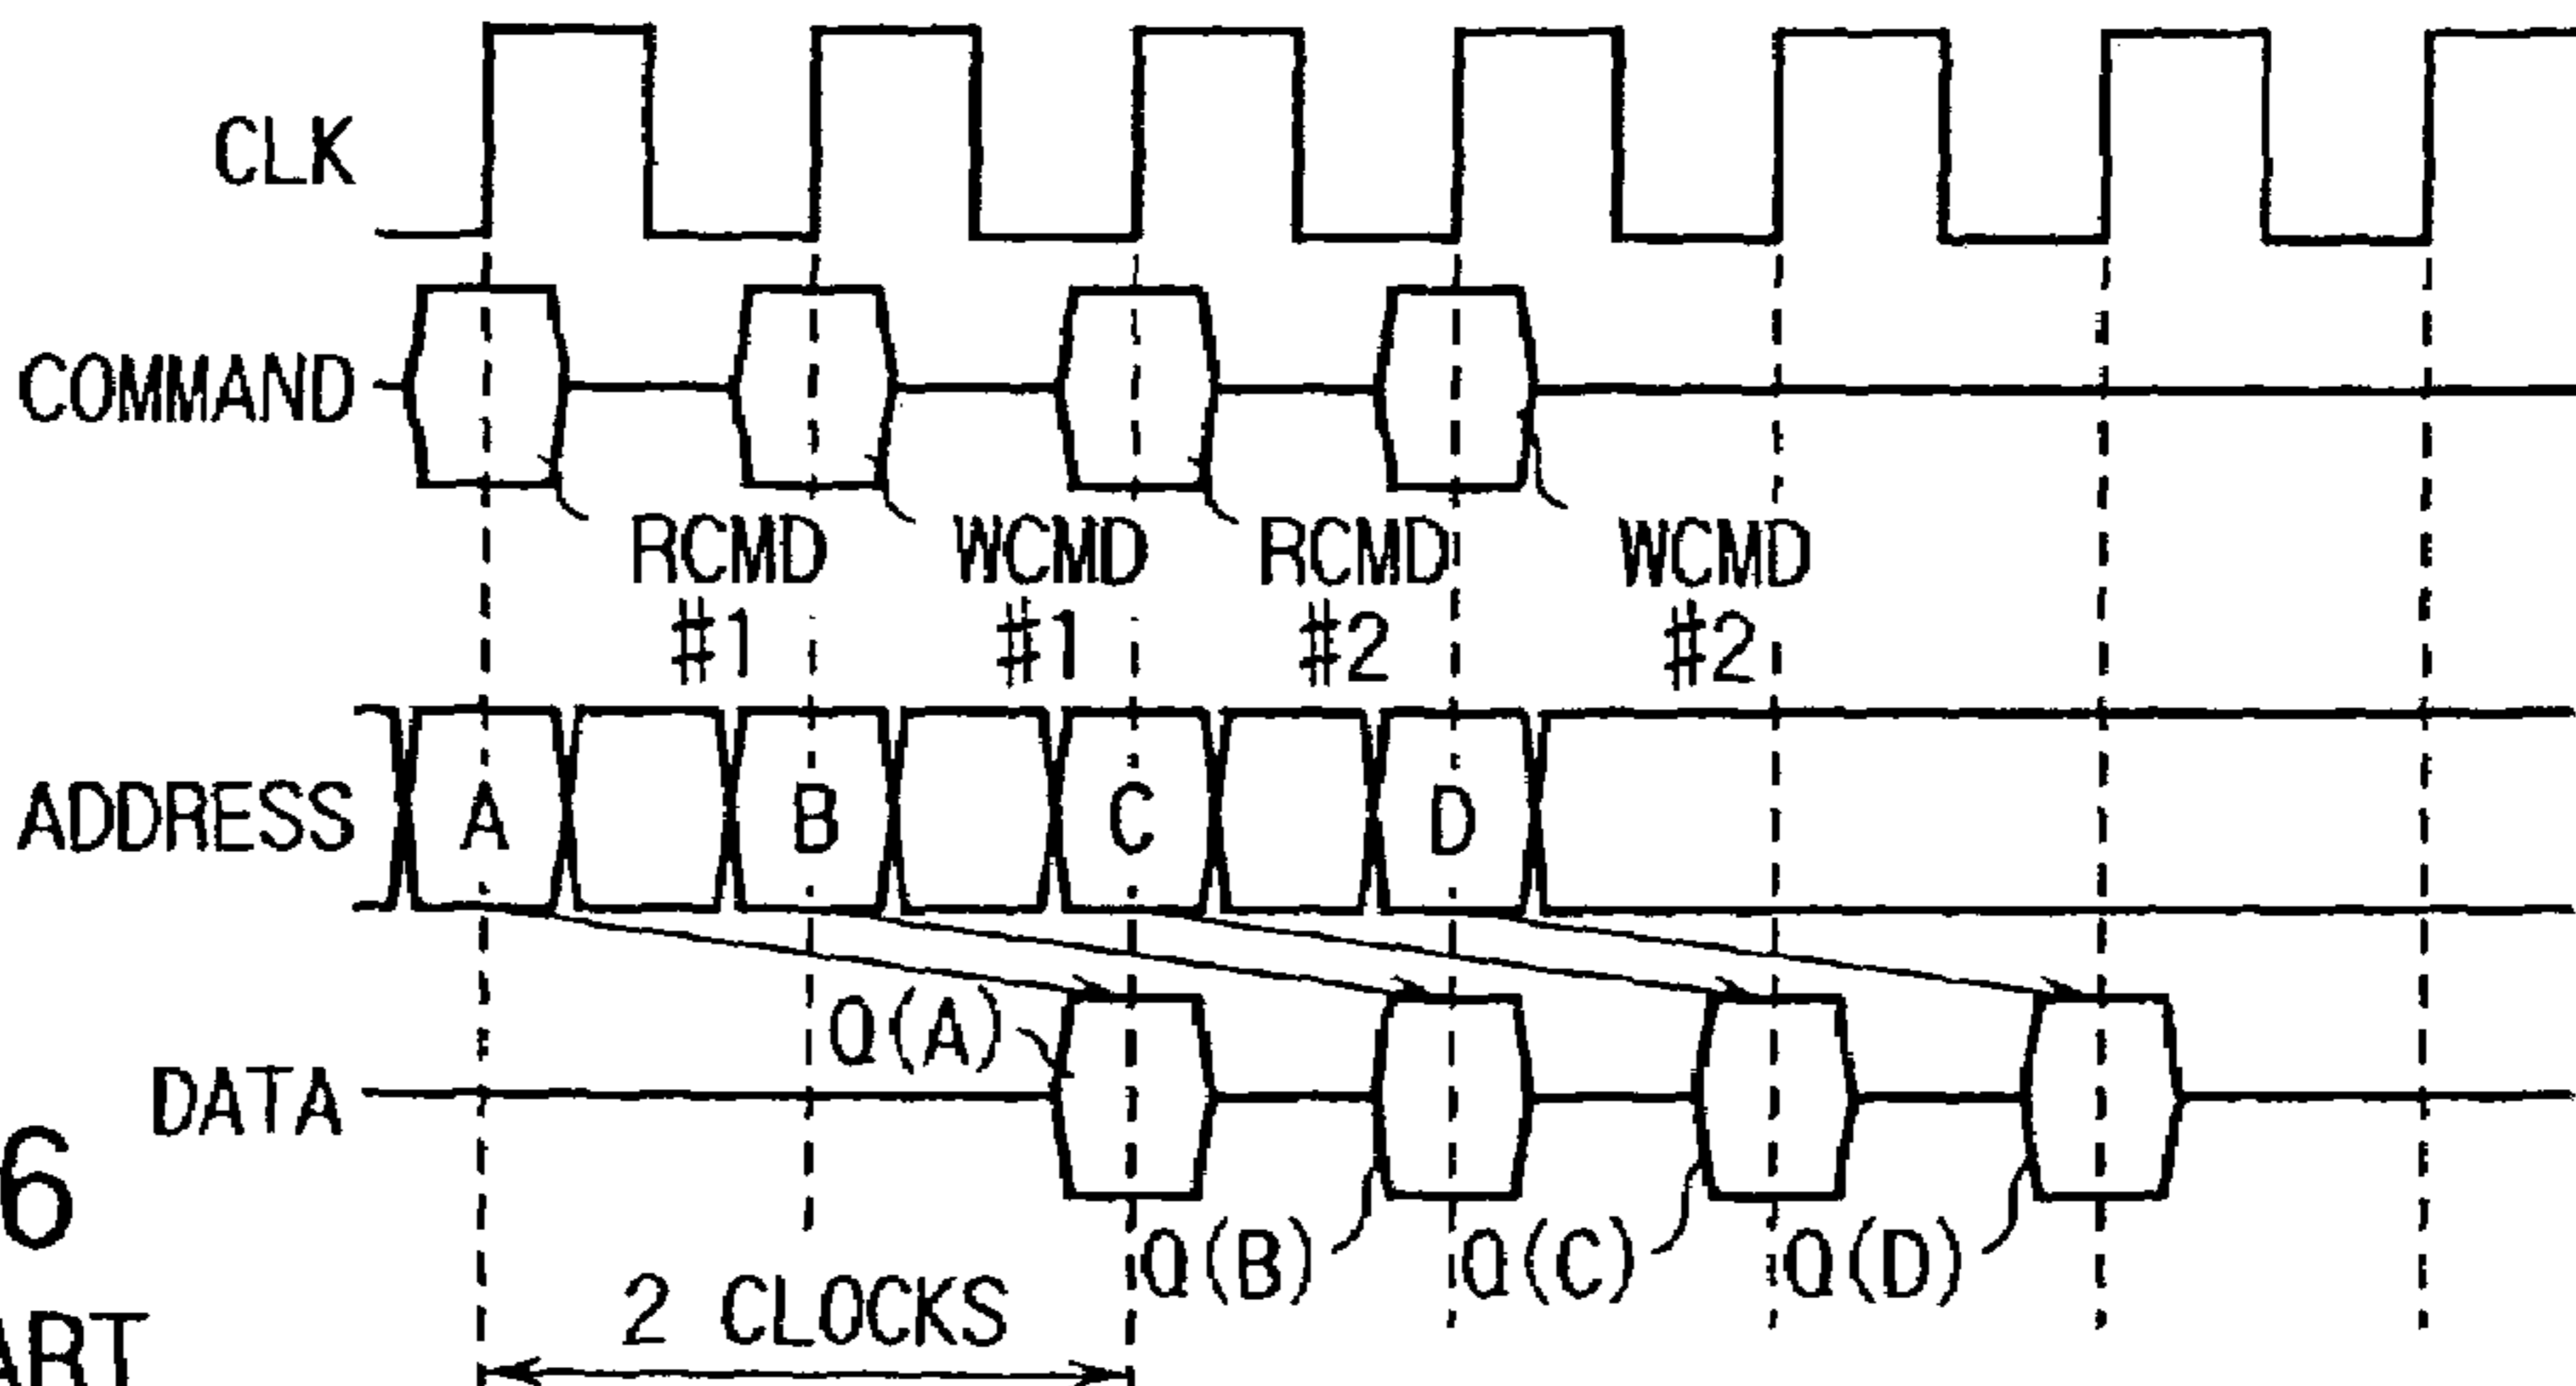 CLK
COMMAND
RCMD WCMD RCMD WCMD
#1 #1 #2 #2
ADDRESS A B C D
Q(A)
DATA
6
Q(B) Q(C) Q(D)
2 CLOCKS
ART